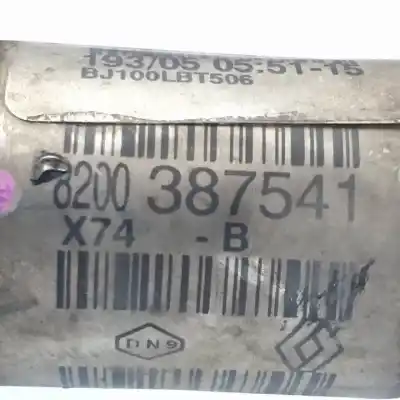 193/05 05:51-15
BJ100LBT506
8200 387541
X74 - B
DN9